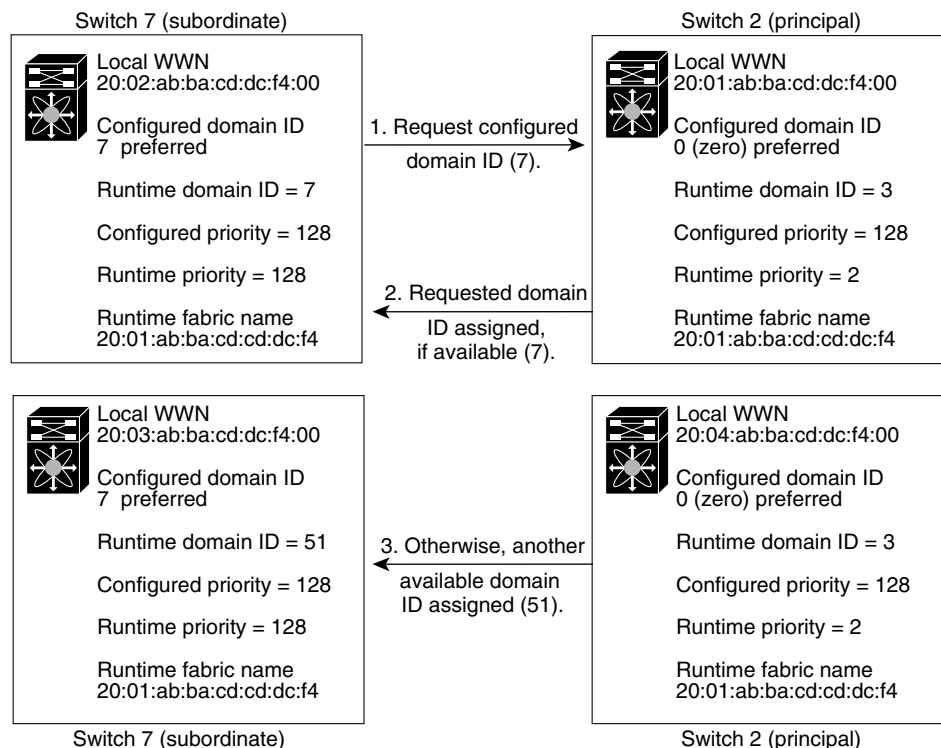 Switch 7 (subordinate)
Local WWN
20:02:ab:ba:cd:dc:f4:00
Configured domain ID
7 preferred
Runtime domain ID = 7
Configured priority = 128
Runtime priority = 128
Runtime fabric name
20:01:ab:ba:cd:cd:dc:f4
1. Request configured
domain ID (7).
2. Requested domain
ID assigned,
if available (7).
Switch 2 (principal)
Local WWN
20:01:ab:ba:cd:dc:f4:00
Configured domain ID
0 (zero) preferred
Runtime domain ID = 3
Configured priority = 128
Runtime priority = 2
Runtime fabric name
20:01:ab:ba:cd:cd:dc:f4
Local WWN
20:03:ab:ba:cd:dc:f4:00
Configured domain ID
7 preferred
Runtime domain ID = 51
Configured priority = 128
Runtime priority = 128
Runtime fabric name
20:01:ab:ba:cd:cd:dc:f4
Switch 7 (subordinate)
3. Otherwise, another
available domain
ID assigned (51).
Local WWN
20:04:ab:ba:cd:dc:f4:00
Configured domain ID
0 (zero) preferred
Runtime domain ID = 3
Configured priority = 128
Runtime priority = 2
Runtime fabric name
20:01:ab:ba:cd:cd:dc:f4
Switch 2 (principal)